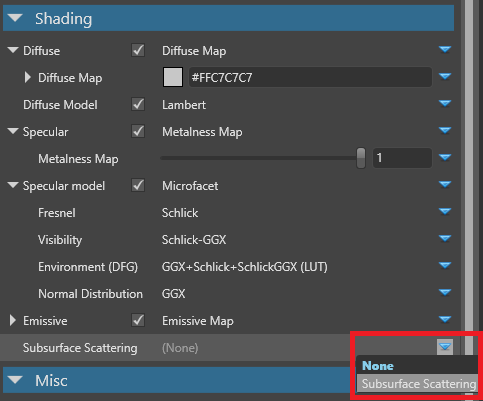 Shading
Diffuse Diffuse Map
Diffuse Map #FFC7C7C7
Diffuse Model Lambert
Specular Metalness Map
Metalness Map 1
Specular model Microfacet
Fresnel Schlick
Visibility Schlick-GGX
Environment (DFG) GGX+Schlick+SchlickGGX (LUT)
Normal Distribution GGX
Emissive Emissive Map
Subsurface Scattering (None)
None
Subsurface Scattering
Misc